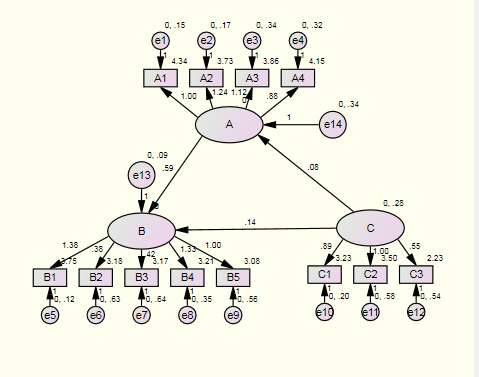 0, .15 0, .17 0, .34 0, .32
e1 e2 e3 e4
1 1 1 1
4.34 3.73 3.86 4.15
A1 A2 A3 A4
1.00 1.24 1.12 .88
0
0, .34
A 1 e14
0, .09
.59 .08
e13
1 0, .28
0
B .14 C
1.38 .38 .42 1.33 1.00 .89 1.00 .55
3.75 3.18 3.17 3.21 3.08 3.23 3.50 2.23
B1 B2 B3 B4 B5 C1 C2 C3
1 1 1 1 1 1 1 1
0, .12 0, .63 0, .64 0, .35 0, .56 0, .20 0, .58 0, .54
e5 e6 e7 e8 e9 e10 e11 e12